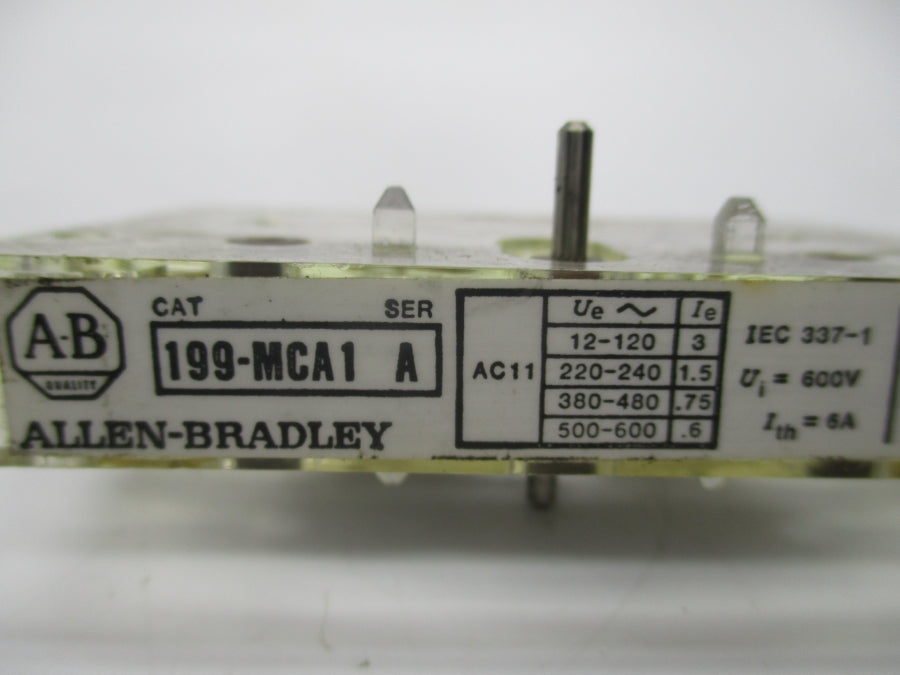 A-B
QUALITY
ALLEN-BRADLEY
CAT SER
199-MCA1 A
AC11
Ue ~ Ie
12-120 3
220-240 1.5
380-480 .75
500-600 .6
IEC 337-1
Ui = 600V
Ith = 6A